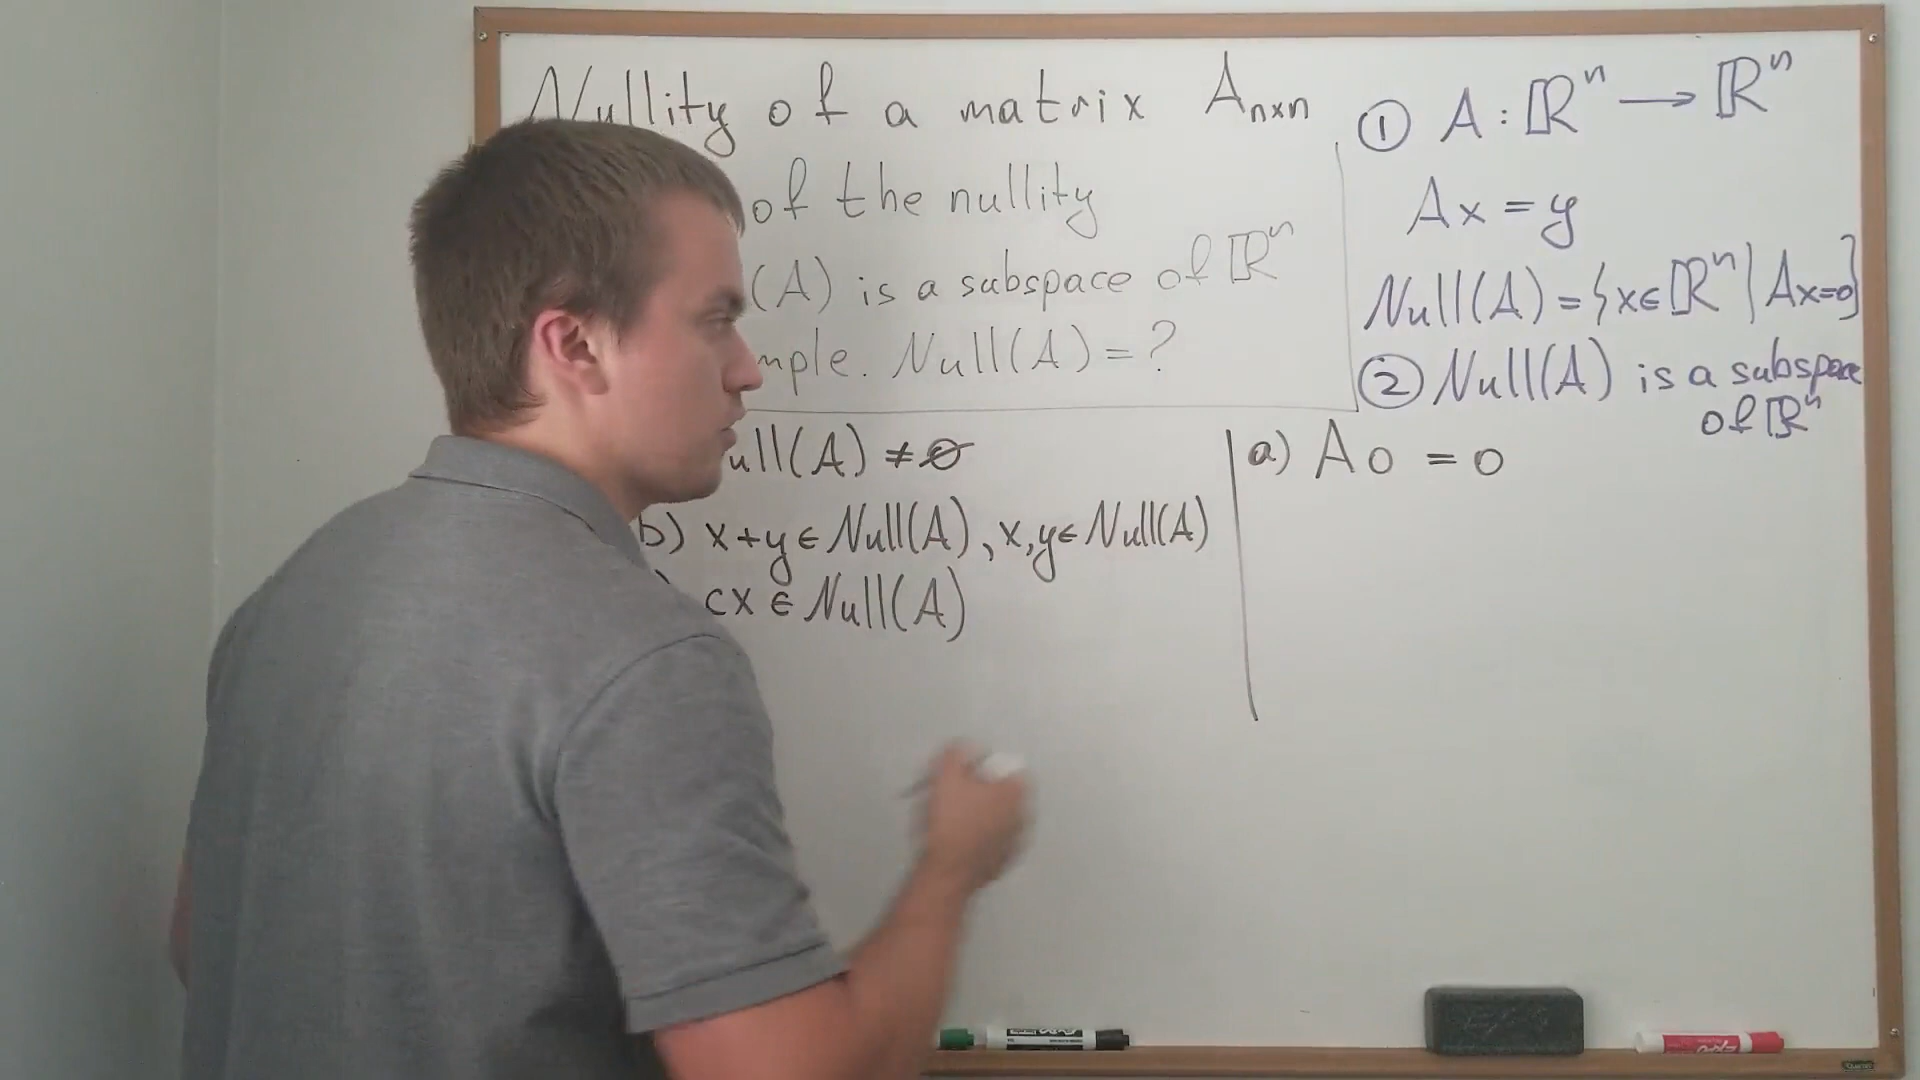 Nullity of a matrix Aₙₓₙ
of the nullity
(A) is a subspace of ℝⁿ
mple. Null(A) = ?
① A : ℝⁿ → ℝⁿ
Ax = y
Null(A) = {x∈ℝⁿ | Ax=0}
② Null(A) is a subspace
of ℝⁿ
ull(A) ≠ ∅
b) x+y ∈ Null(A), x,y ∈ Null(A)
) cx ∈ Null(A)
a) A0 = 0